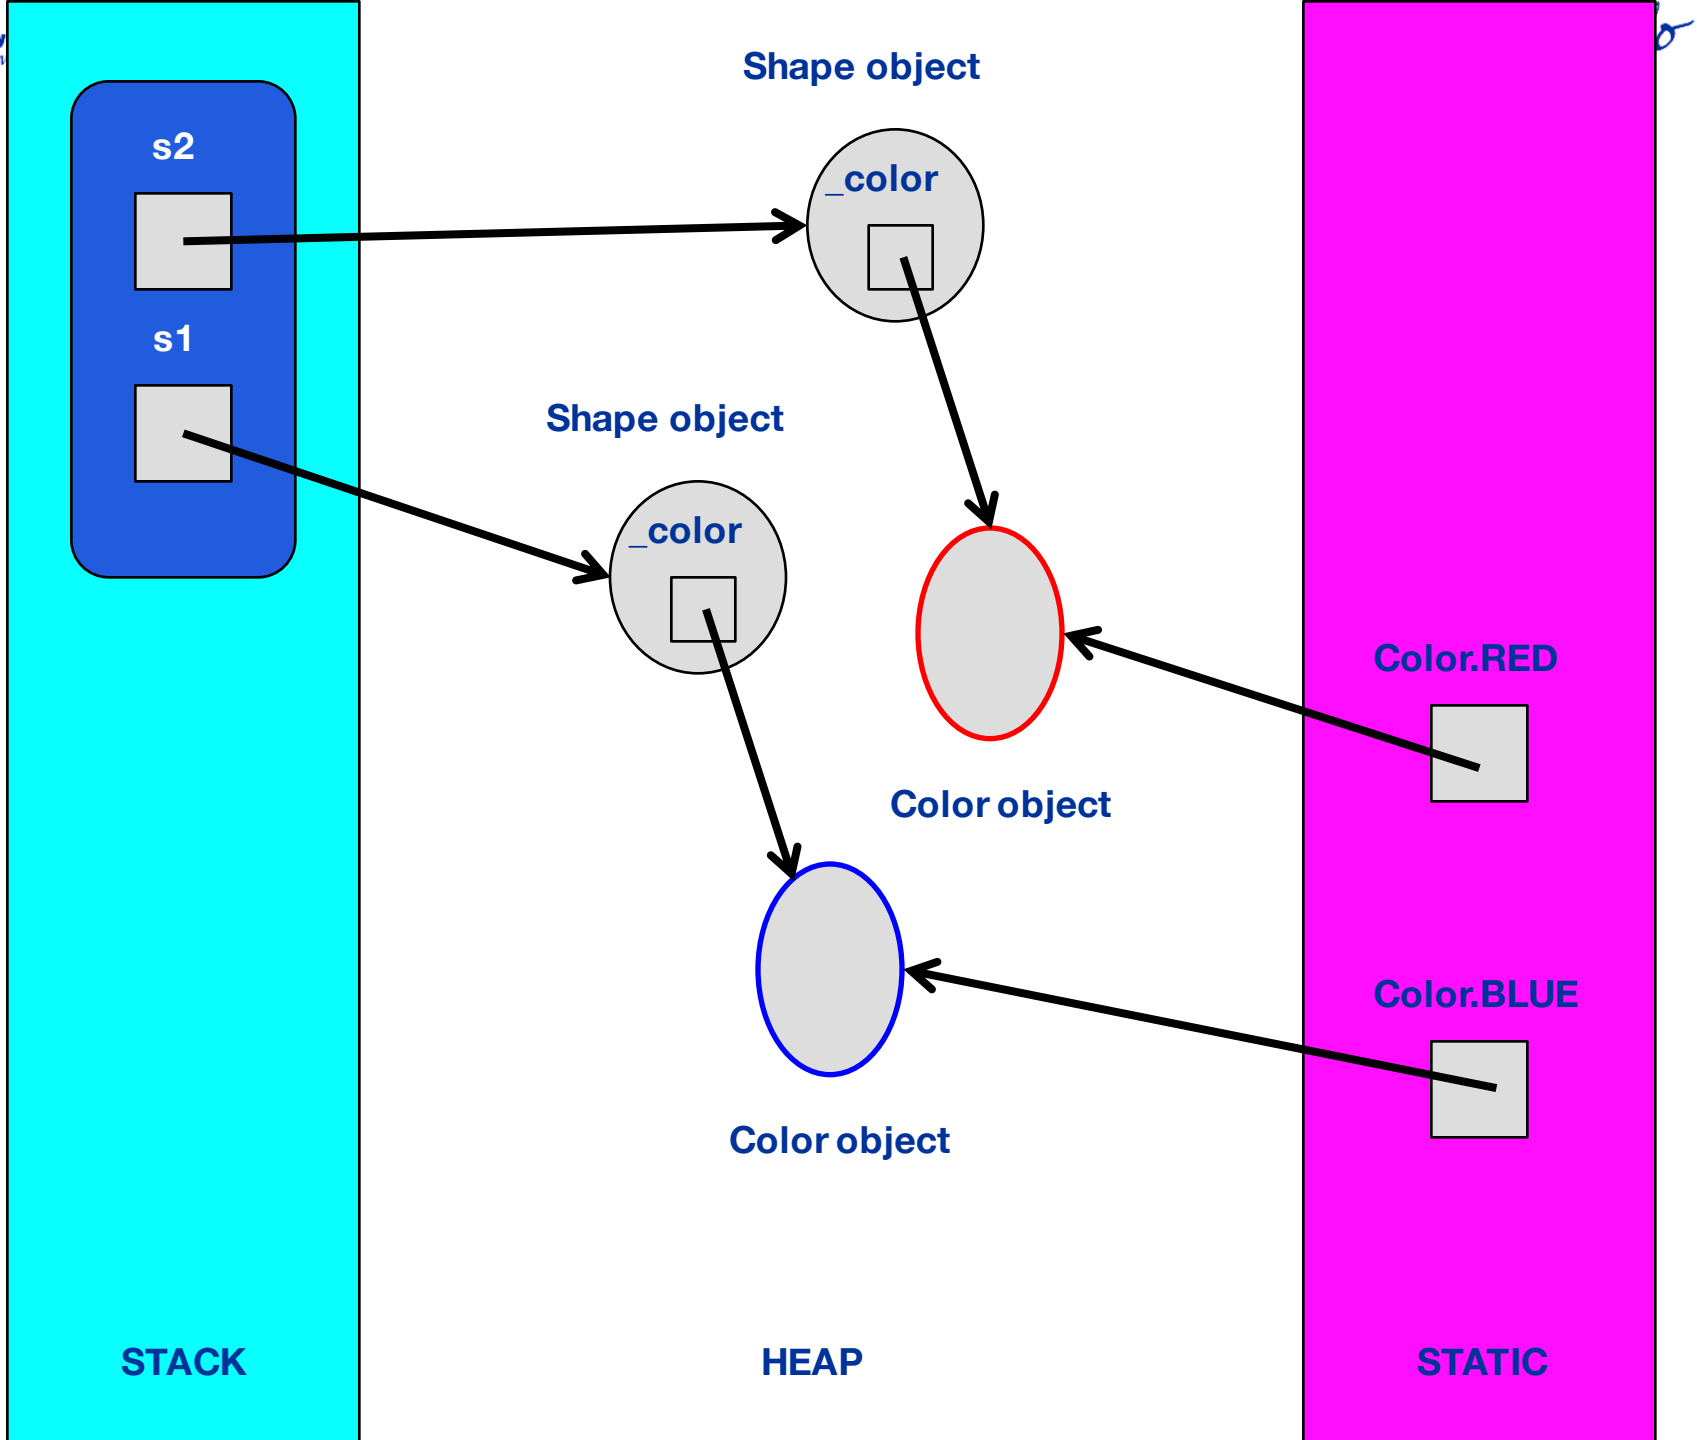 Shape object
s2
_color
s1
Shape object
_color
Color.RED
Color object
Color.BLUE
Color object
STACK
HEAP
STATIC